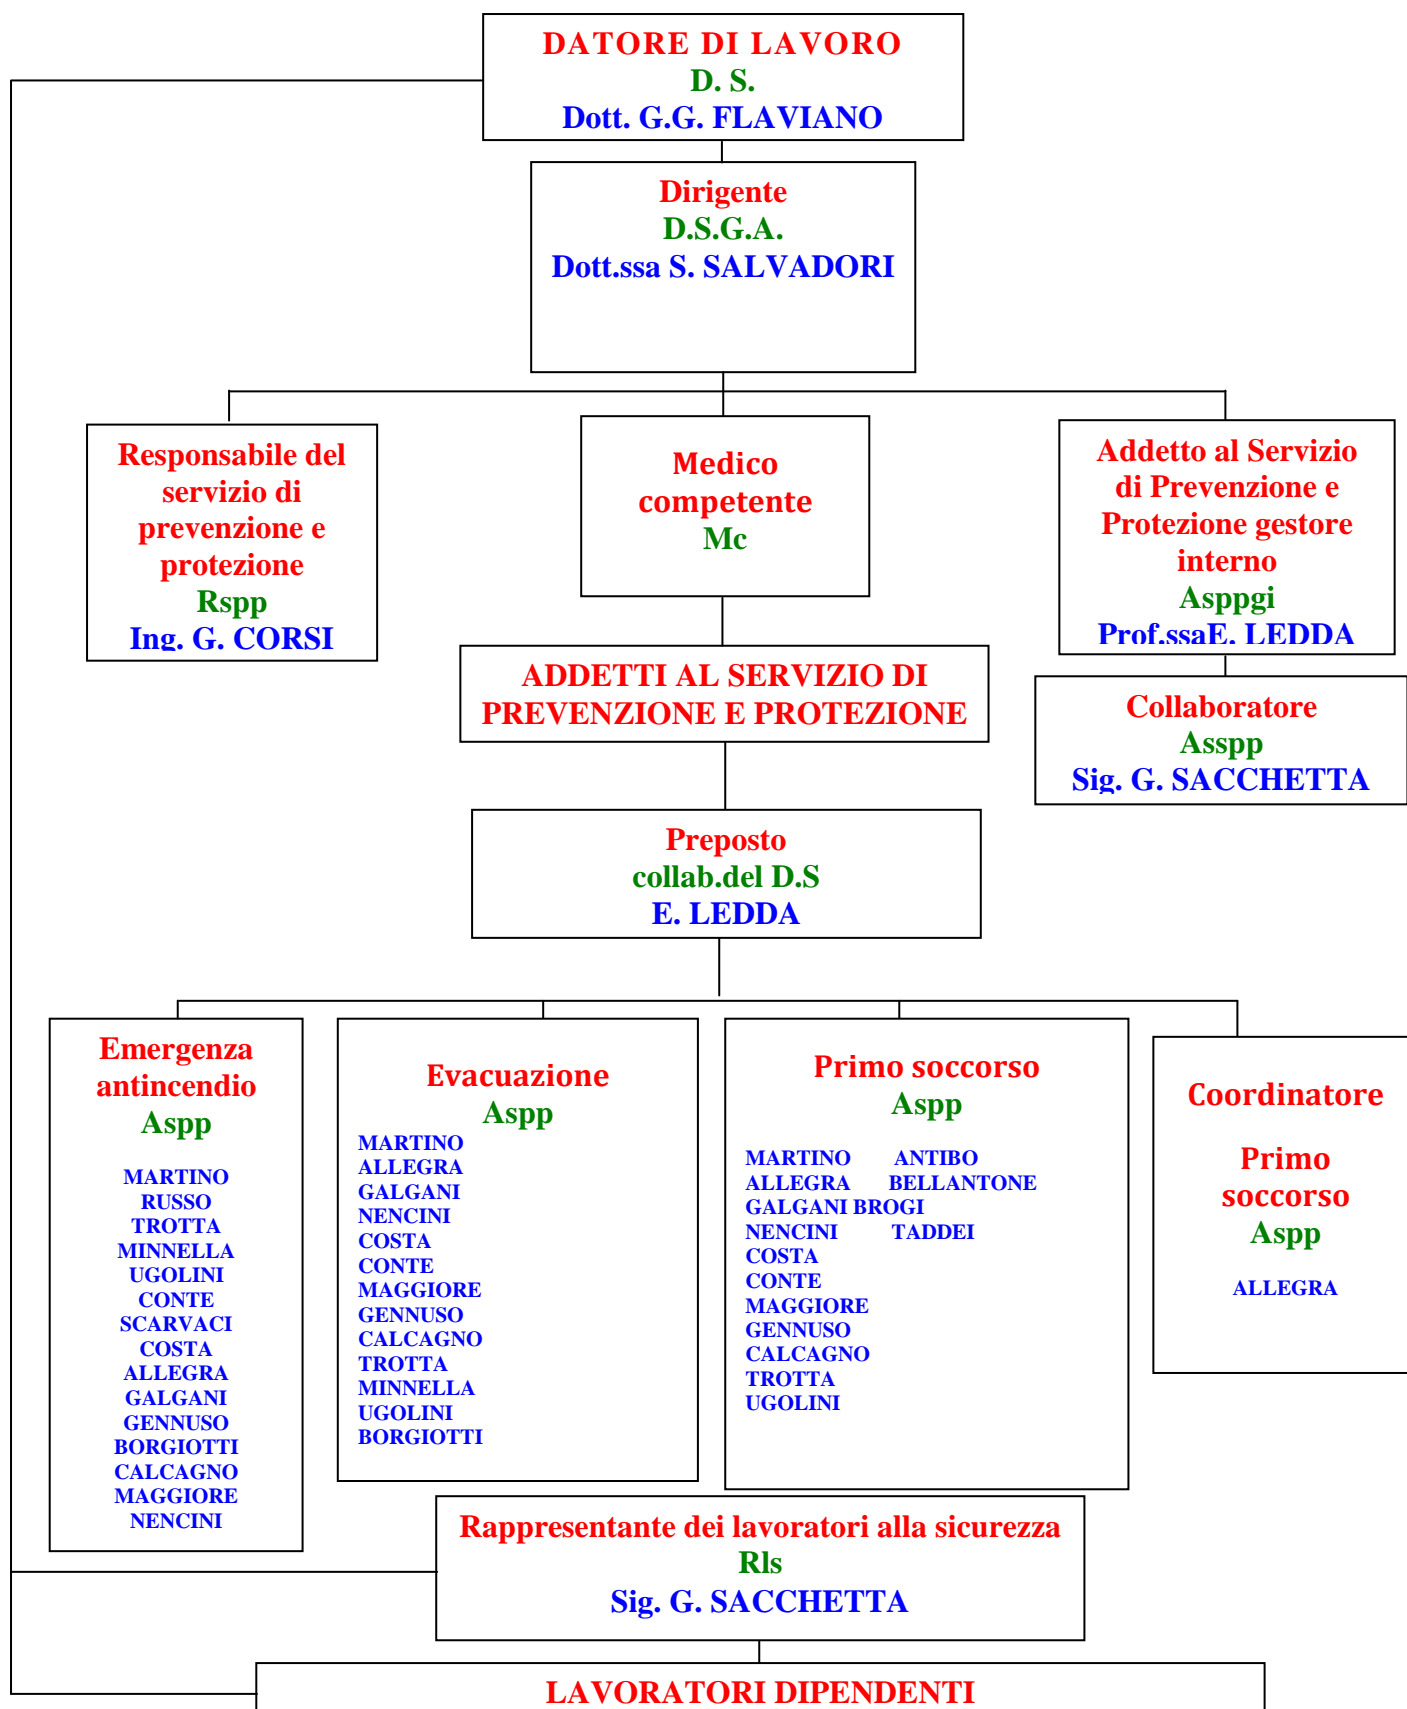 DATORE DI LAVORO
D. S.
Dott. G.G. FLAVIANO
Dirigente
D.S.G.A.
Dott.ssa S. SALVADORI
Responsabile del
servizio di
prevenzione e
protezione
Rspp
Ing. G. CORSI
Medico
competente
Mc
Addetto al Servizio
di Prevenzione e
Protezione gestore
interno
Asppgi
Prof.ssaE. LEDDA
ADDETTI AL SERVIZIO DI
PREVENZIONE E PROTEZIONE
Collaboratore
Asspp
Sig. G. SACCHETTA
Preposto
collab.del D.S
E. LEDDA
Emergenza
antincendio
Aspp
MARTINO
RUSSO
TROTTA
MINNELLA
UGOLINI
CONTE
SCARVACI
COSTA
ALLEGRA
GALGANI
GENNUSO
BORGIOTTI
CALCAGNO
MAGGIORE
NENCINI
Evacuazione
Aspp
MARTINO
ALLEGRA
GALGANI
NENCINI
COSTA
CONTE
MAGGIORE
GENNUSO
CALCAGNO
TROTTA
MINNELLA
UGOLINI
BORGIOTTI
Primo soccorso
Aspp
MARTINO ANTIBO
ALLEGRA BELLANTONE
GALGANI BROGI
NENCINI TADDEI
COSTA
CONTE
MAGGIORE
GENNUSO
CALCAGNO
TROTTA
UGOLINI
Coordinatore
Primo
soccorso
Aspp
ALLEGRA
Rappresentante dei lavoratori alla sicurezza
Rls
Sig. G. SACCHETTA
LAVORATORI DIPENDENTI